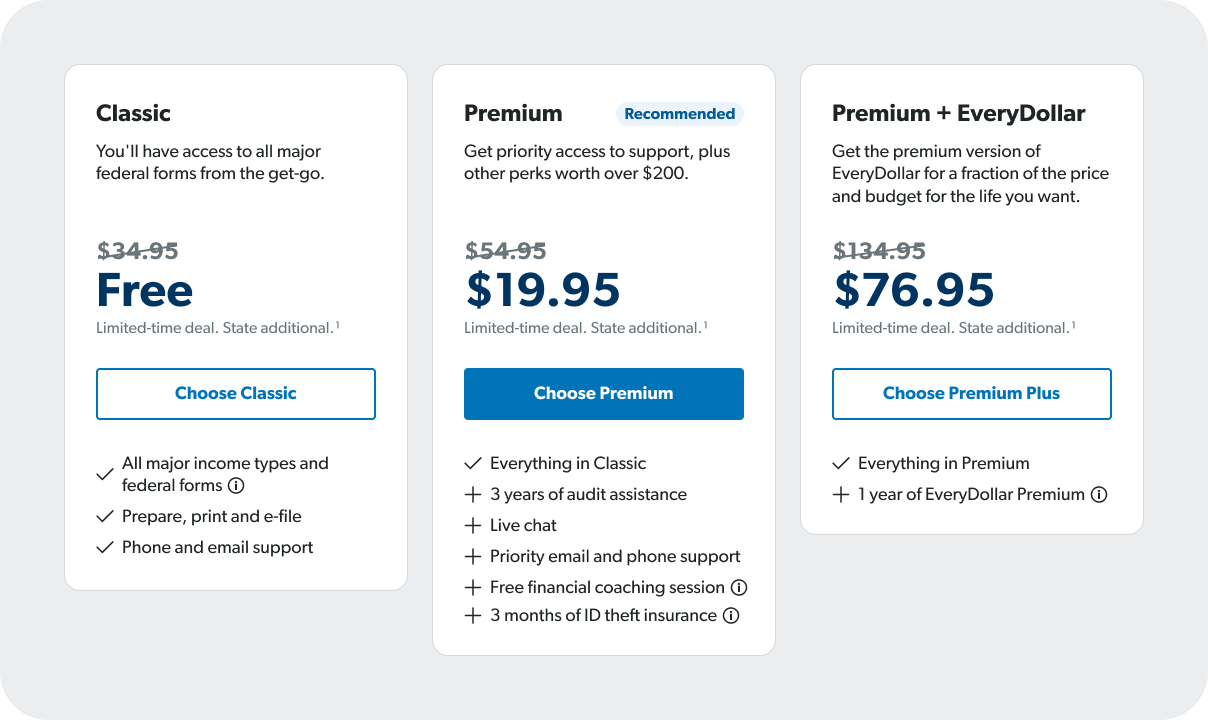 Classic
You'll have access to all major
federal forms from the get-go.
$34.95
Free
Limited-time deal. State additional.¹
Choose Classic
All major income types and
federal forms
Prepare, print and e-file
Phone and email support
Premium
Recommended
Get priority access to support, plus
other perks worth over $200.
$54.95
$19.95
Limited-time deal. State additional.¹
Choose Premium
Everything in Classic
3 years of audit assistance
Live chat
Priority email and phone support
Free financial coaching session
3 months of ID theft insurance
Premium + EveryDollar
Get the premium version of
EveryDollar for a fraction of the price
and budget for the life you want.
$134.95
$76.95
Limited-time deal. State additional.¹
Choose Premium Plus
Everything in Premium
1 year of EveryDollar Premium